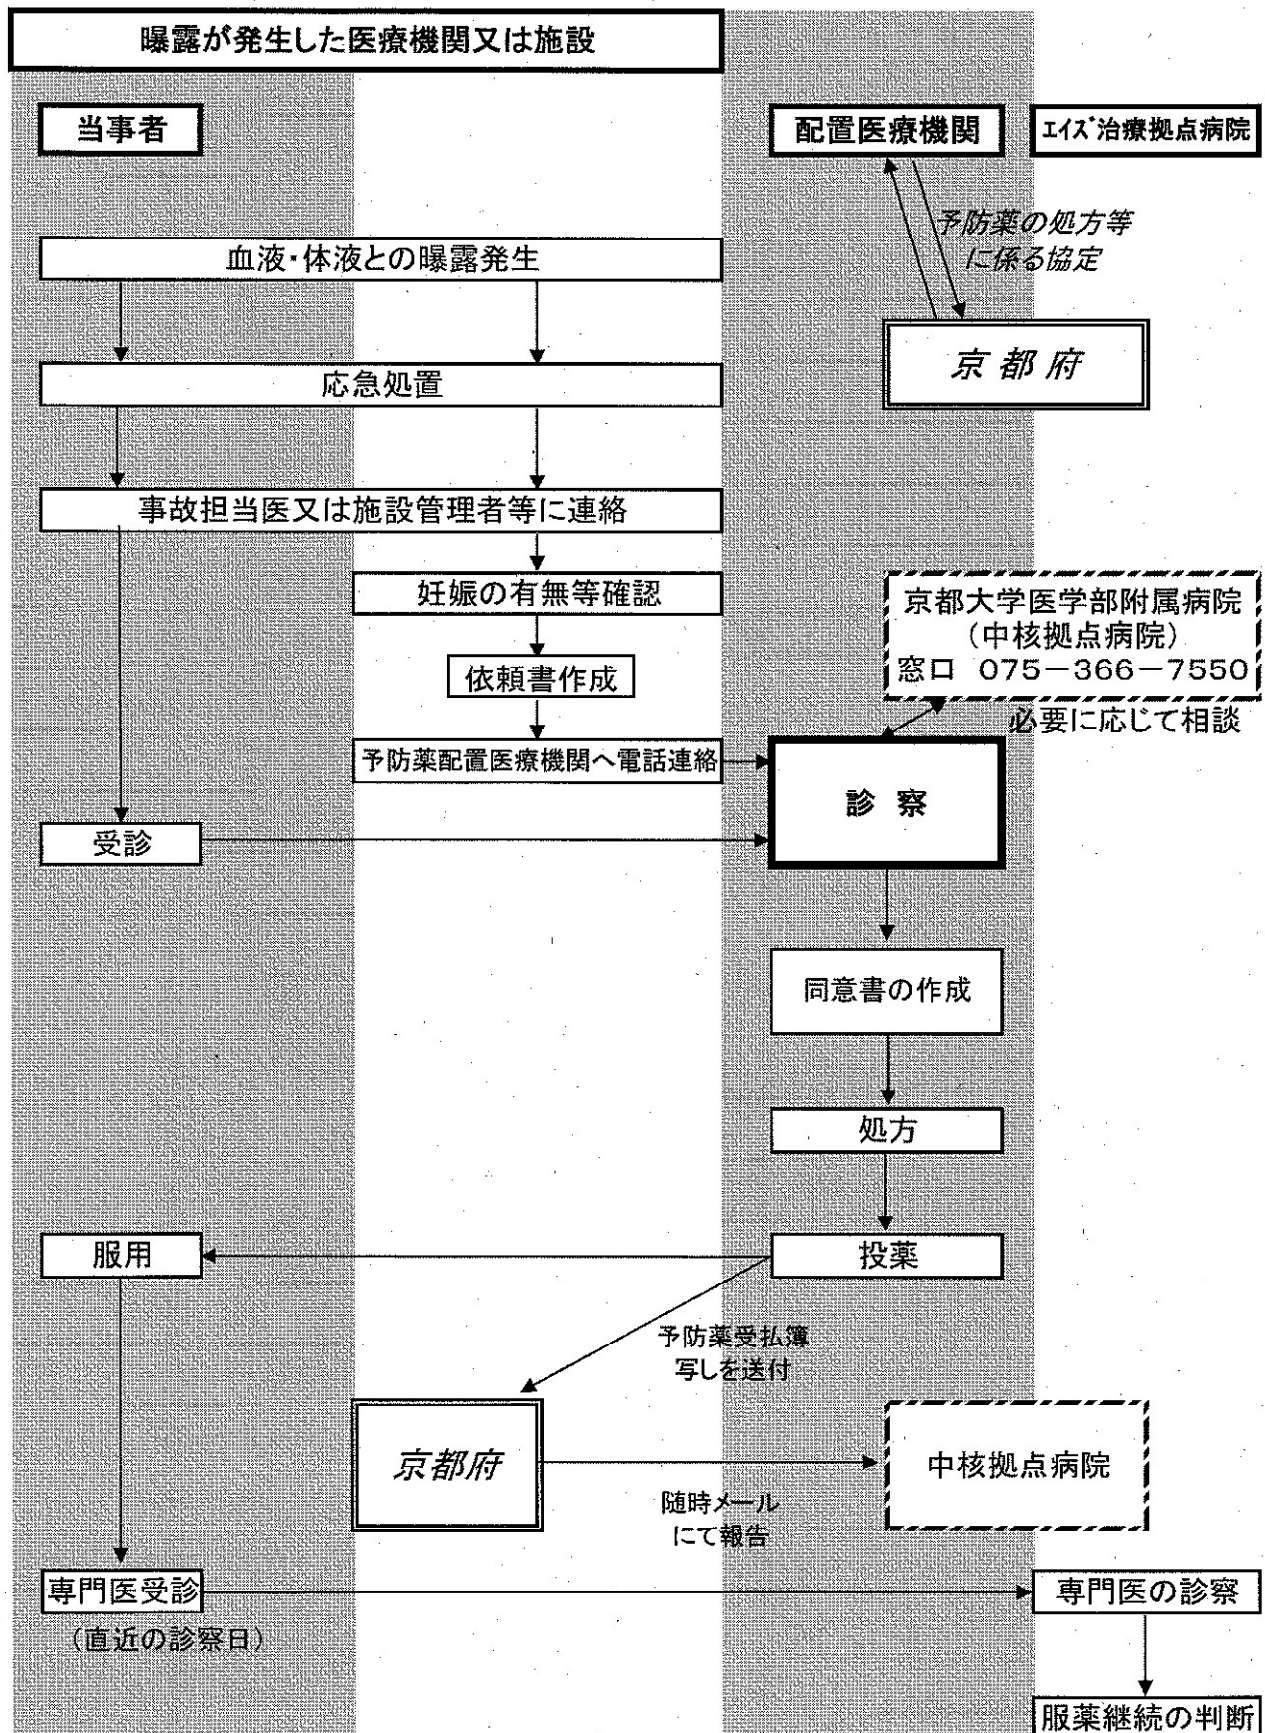 曝露が発生した医療機関又は施設
当事者
配置医療機関
エイズ治療拠点病院
予防薬の処方等
に係る協定
血液・体液との曝露発生
京都府
応急処置
事故担当医又は施設管理者等に連絡
妊娠の有無等確認
京都大学医学部附属病院
(中核拠点病院)
窓口 075-366-7550
依頼書作成
必要に応じて相談
予防薬配置医療機関へ電話連絡
診察
受診
同意書の作成
処方
服用
投薬
予防薬受払簿
写しを送付
京都府
中核拠点病院
随時メール
にて報告
専門医受診
(直近の診察日)
専門医の診察
服薬継続の判断